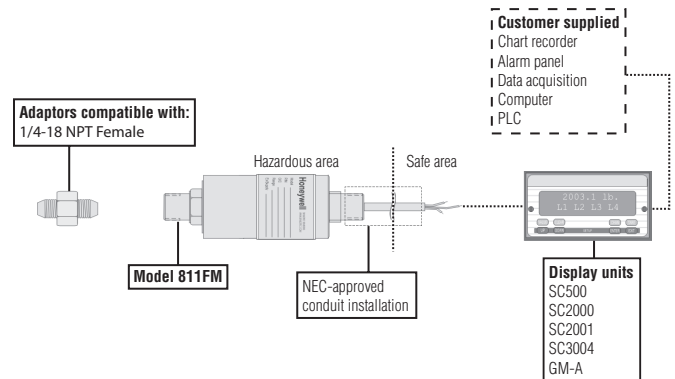 Customer supplied
Chart recorder
Alarm panel
Data acquisition
Computer
PLC
Adaptors compatible with:
1/4-18 NPT Female
Hazardous area
Safe area
Honeywell
2003.1 lb.
L1 L2 L3 L4
Model 811FM
NEC-approved
conduit installation
Display units
SC500
SC2000
SC2001
SC3004
GM-A